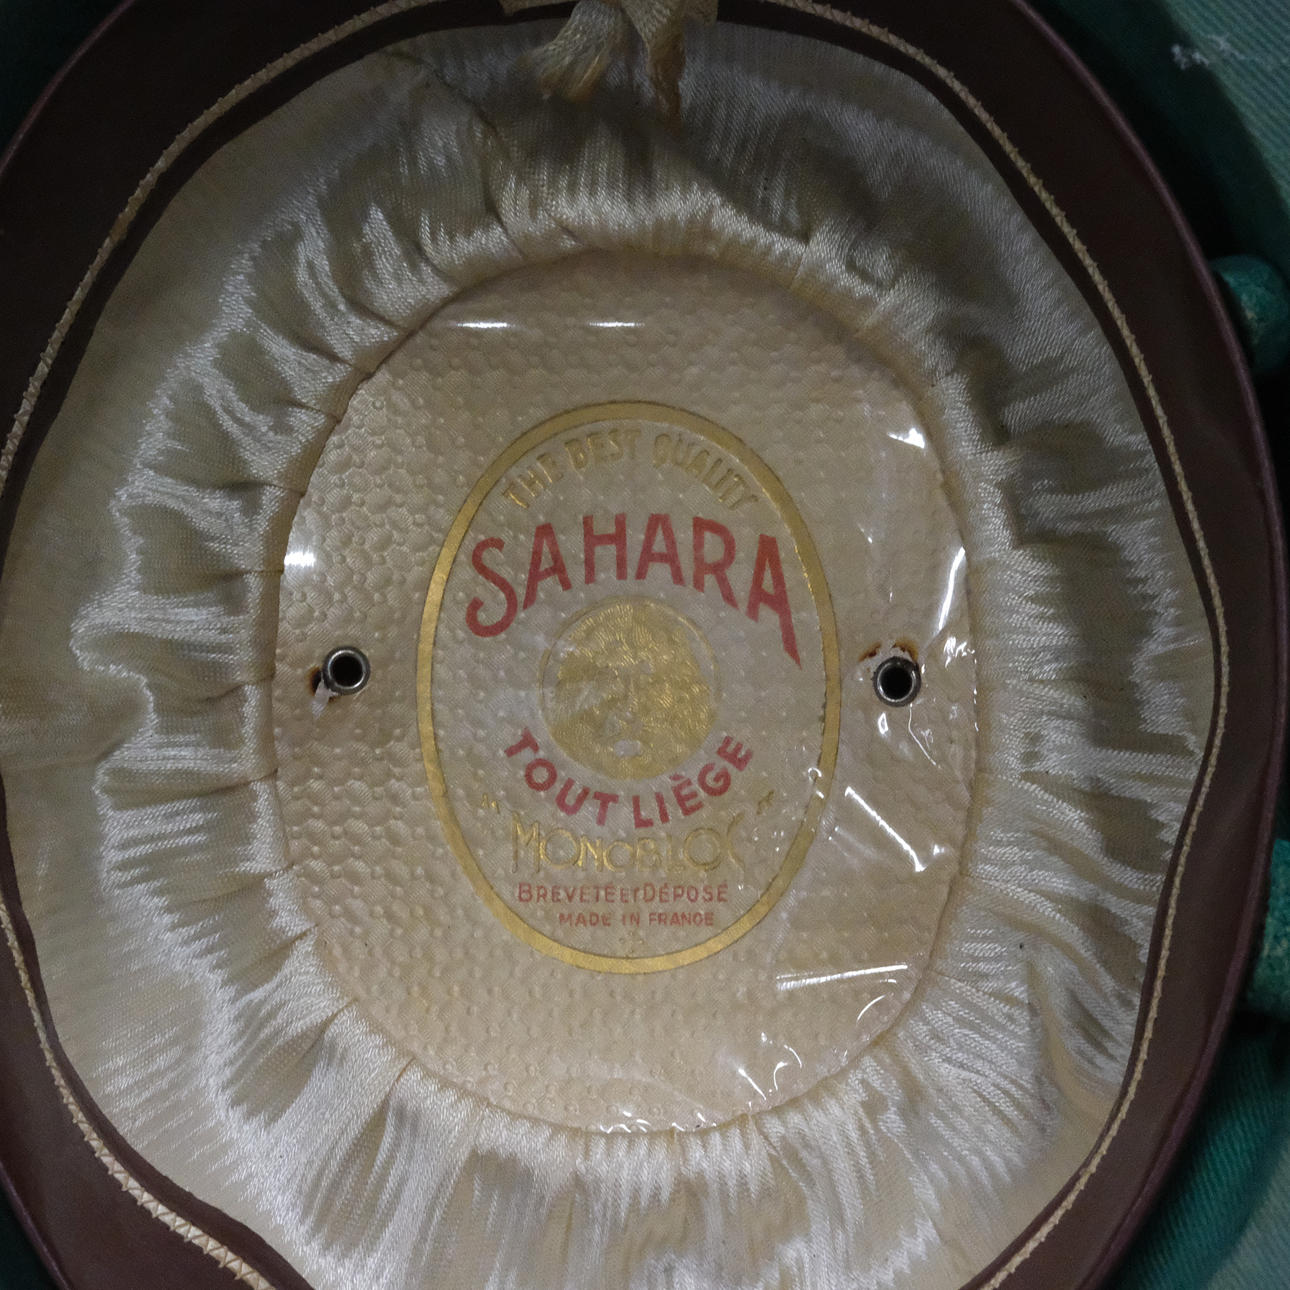 THE BEST QUALITY
SAHARA
TOUT LIÈGE
"MONOBLOC"
BREVETÉ ET DÉPOSÉ
MADE IN FRANCE